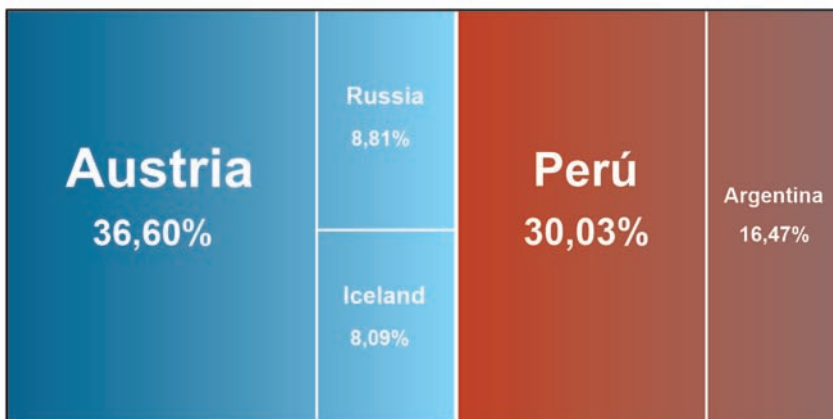 Austria
36,60%
Russia
8,81%
Iceland
8,09%
Perú
30,03%
Argentina
16,47%